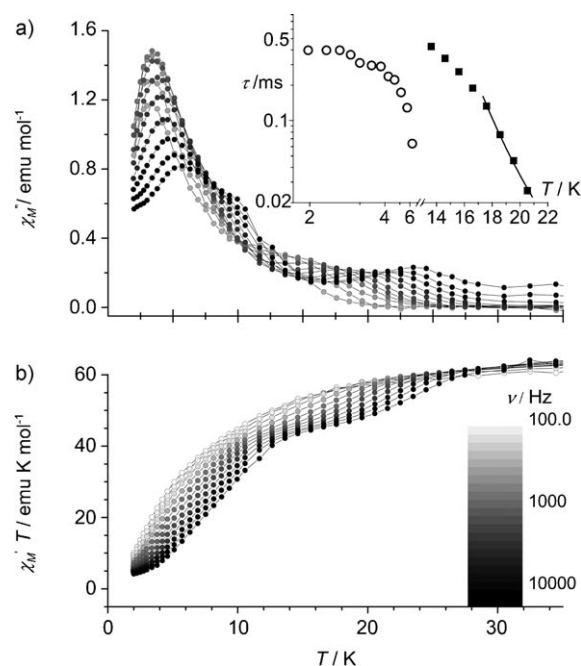 a)
χM" / emu mol⁻¹
1.6
1.2
0.8
0.4
0.0
τ / ms
0.5
0.1
0.02
2 4 6 14 16 18 20 22
T / K
b)
χM' T / emu K mol⁻¹
60
40
20
0
ν / Hz
100.0
1000
10000
0 10 20 30
T / K